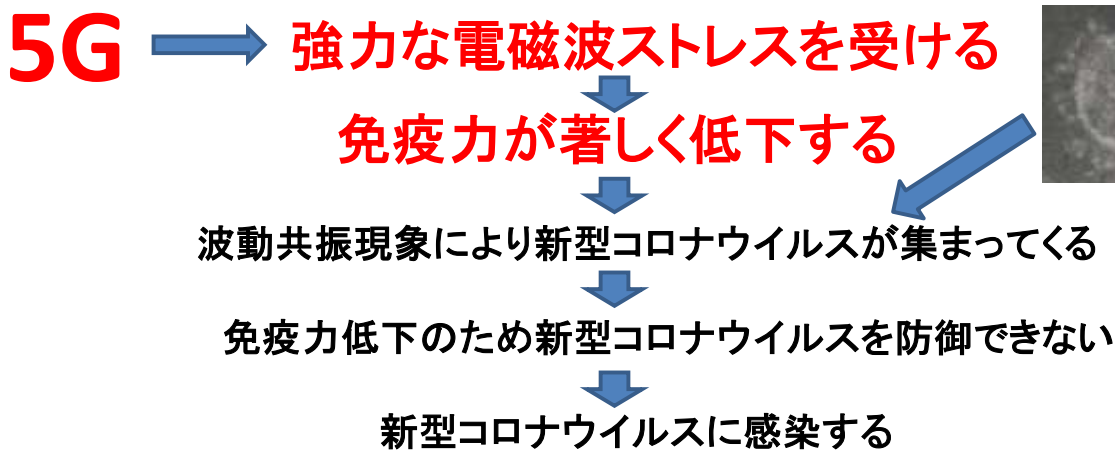 5G
強力な電磁波ストレスを受ける
免疫力が著しく低下する
波動共振現象により新型コロナウイルスが集まってくる
免疫力低下のため新型コロナウイルスを防御できない
新型コロナウイルスに感染する